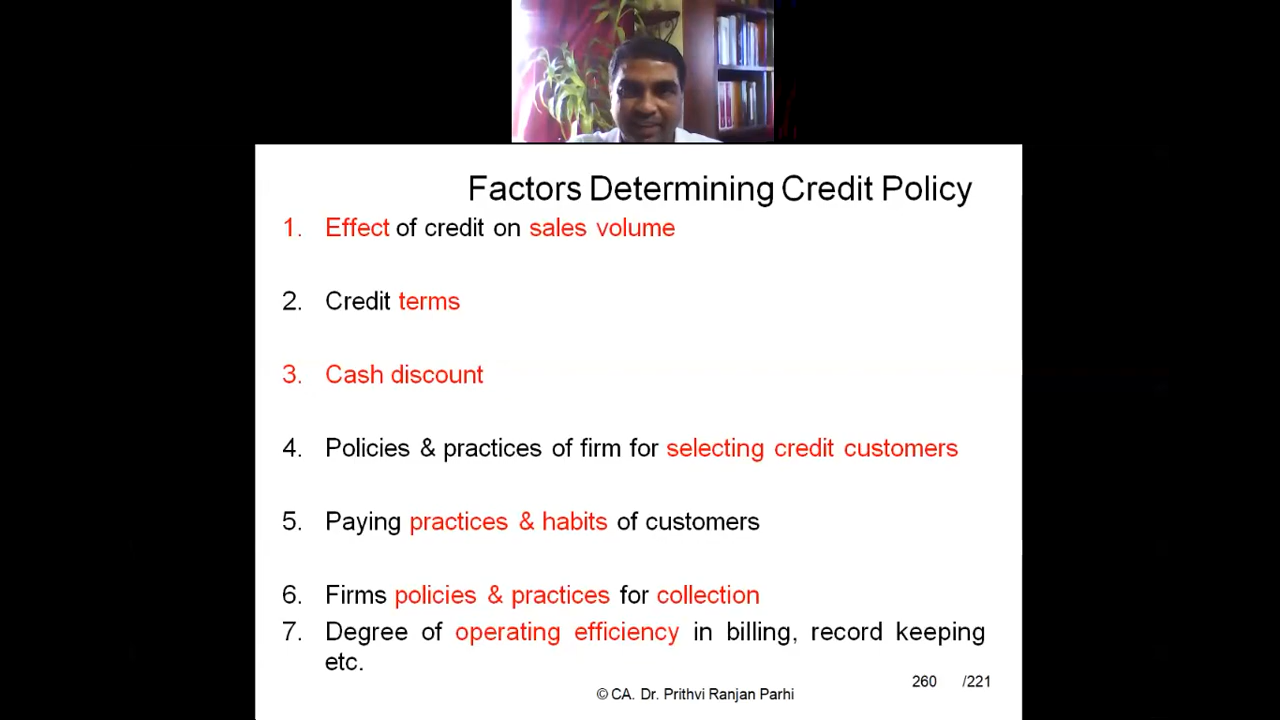 Factors Determining Credit Policy
1. Effect of credit on sales volume
2. Credit terms
3. Cash discount
4. Policies & practices of firm for selecting credit customers
5. Paying practices & habits of customers
6. Firms policies & practices for collection
7. Degree of operating efficiency in billing, record keeping
etc.
260 /221
© CA. Dr. Prithvi Ranjan Parhi